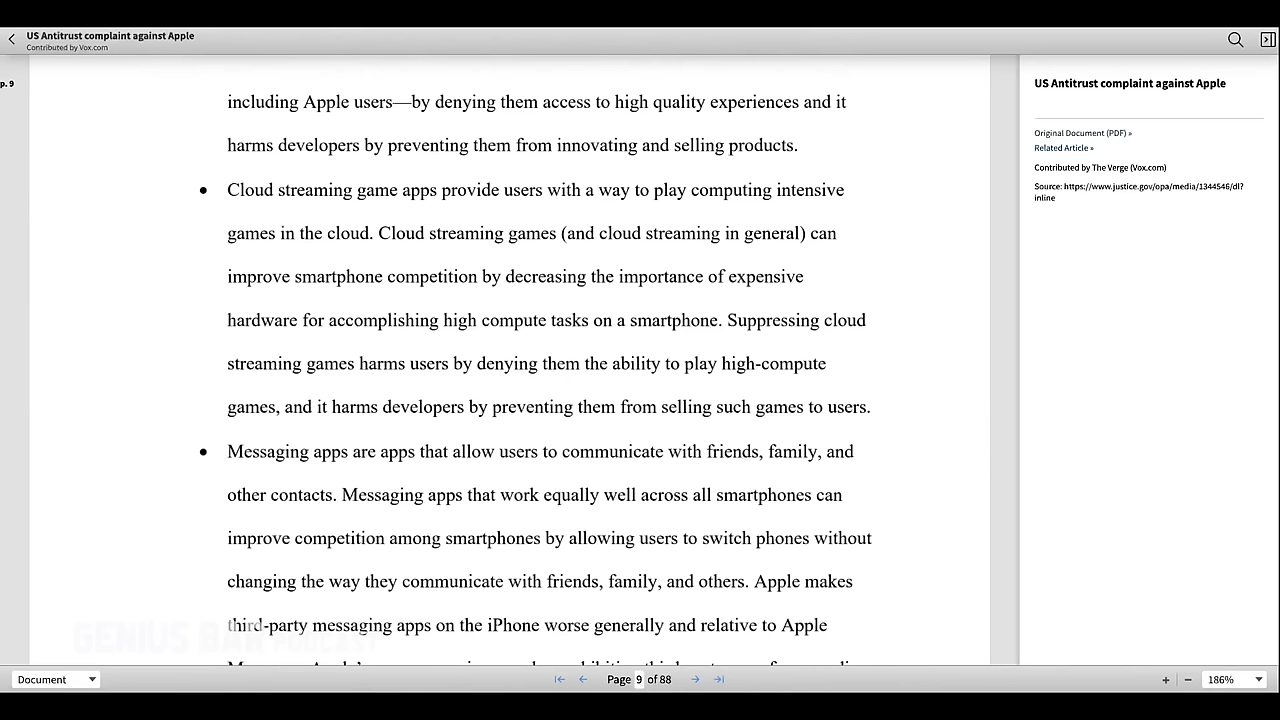 US Antitrust complaint against Apple
Contributed by Vox.com
p. 9
including Apple users—by denying them access to high quality experiences and it
harms developers by preventing them from innovating and selling products.
• Cloud streaming game apps provide users with a way to play computing intensive
games in the cloud. Cloud streaming games (and cloud streaming in general) can
improve smartphone competition by decreasing the importance of expensive
hardware for accomplishing high compute tasks on a smartphone. Suppressing cloud
streaming games harms users by denying them the ability to play high-compute
games, and it harms developers by preventing them from selling such games to users.
• Messaging apps are apps that allow users to communicate with friends, family, and
other contacts. Messaging apps that work equally well across all smartphones can
improve competition among smartphones by allowing users to switch phones without
changing the way they communicate with friends, family, and others. Apple makes
third-party messaging apps on the iPhone worse generally and relative to Apple
GENIUS BAR PODCAST
US Antitrust complaint against Apple
Original Document (PDF) »
Related Article »
Contributed by The Verge (Vox.com)
Source: https://www.justice.gov/opa/media/1344546/dl?
inline
Document
Page 9 of 88
186%